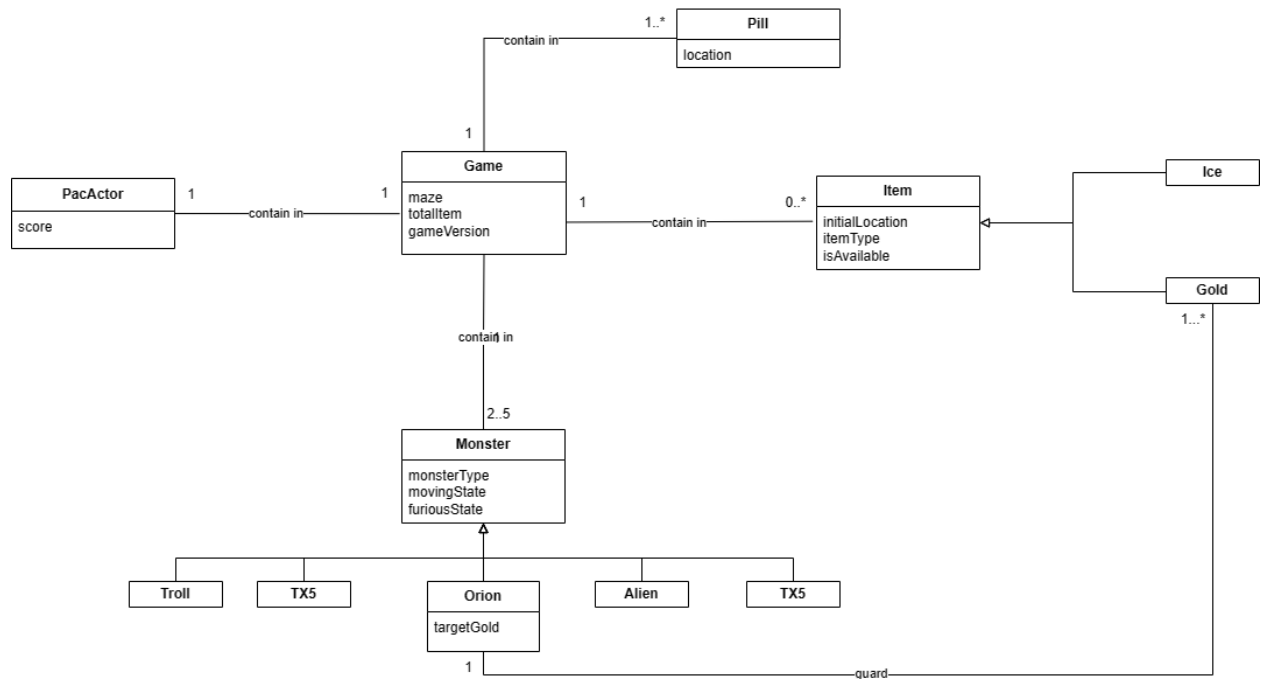 1..*
Pill
contain in
location
1
Game
PacActor
1
1
maze
totalItem
gameVersion
contain in
score
1
0..*
contain in
Item
initialLocation
itemType
isAvailable
Ice
Gold
1...*
contain in
1
2..5
Monster
monsterType
movingState
furiousState
Troll
TX5
Orion
Alien
TX5
targetGold
1
guard